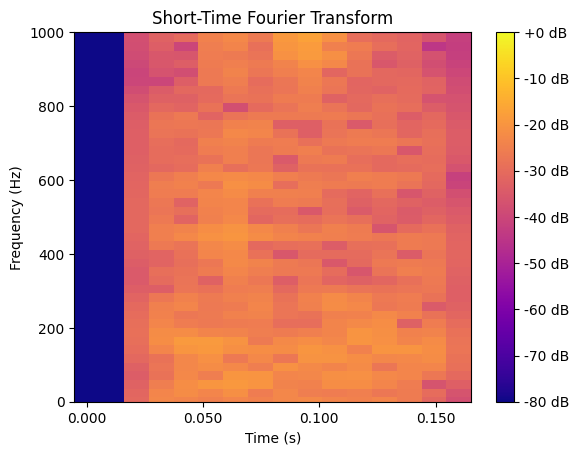 Short-Time Fourier Transform
1000
800
600
400
200
0
Frequency (Hz)
0.000
0.050
0.100
0.150
Time (s)
+0 dB
-10 dB
-20 dB
-30 dB
-40 dB
-50 dB
-60 dB
-70 dB
-80 dB